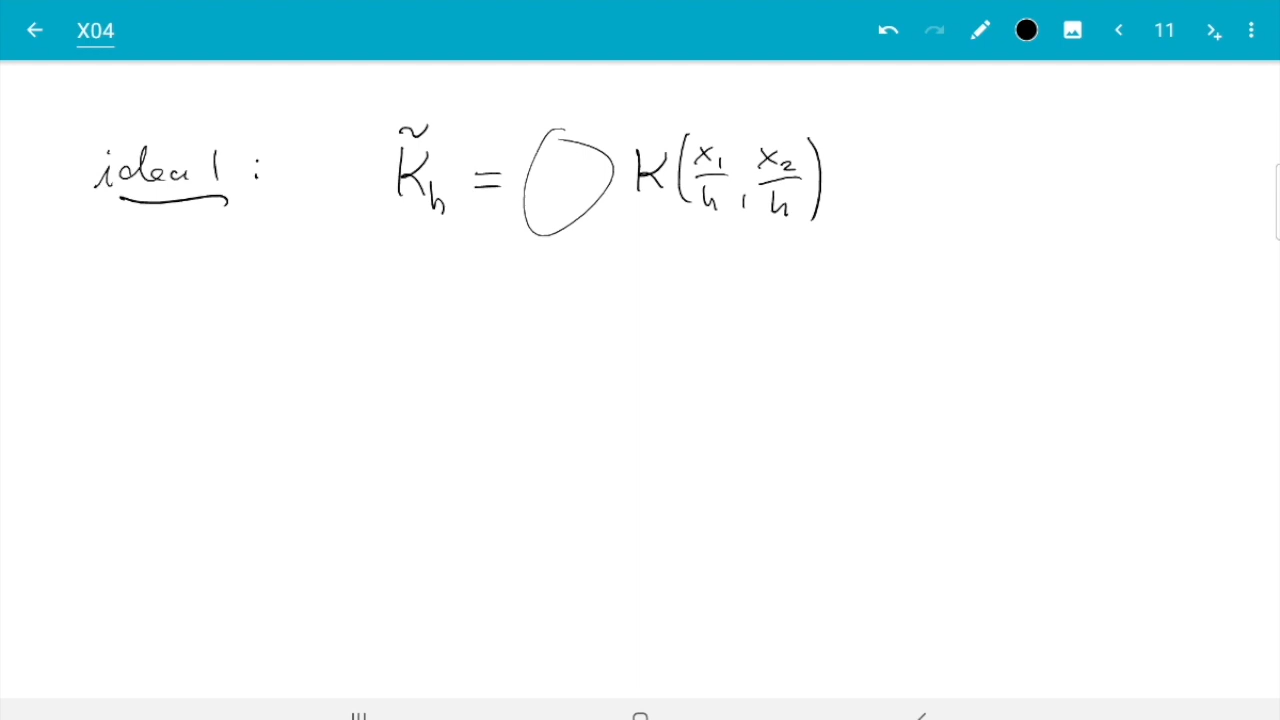 X04
11
idea 1 : K̃_h = ◯ K(x₁/h, x₂/h)